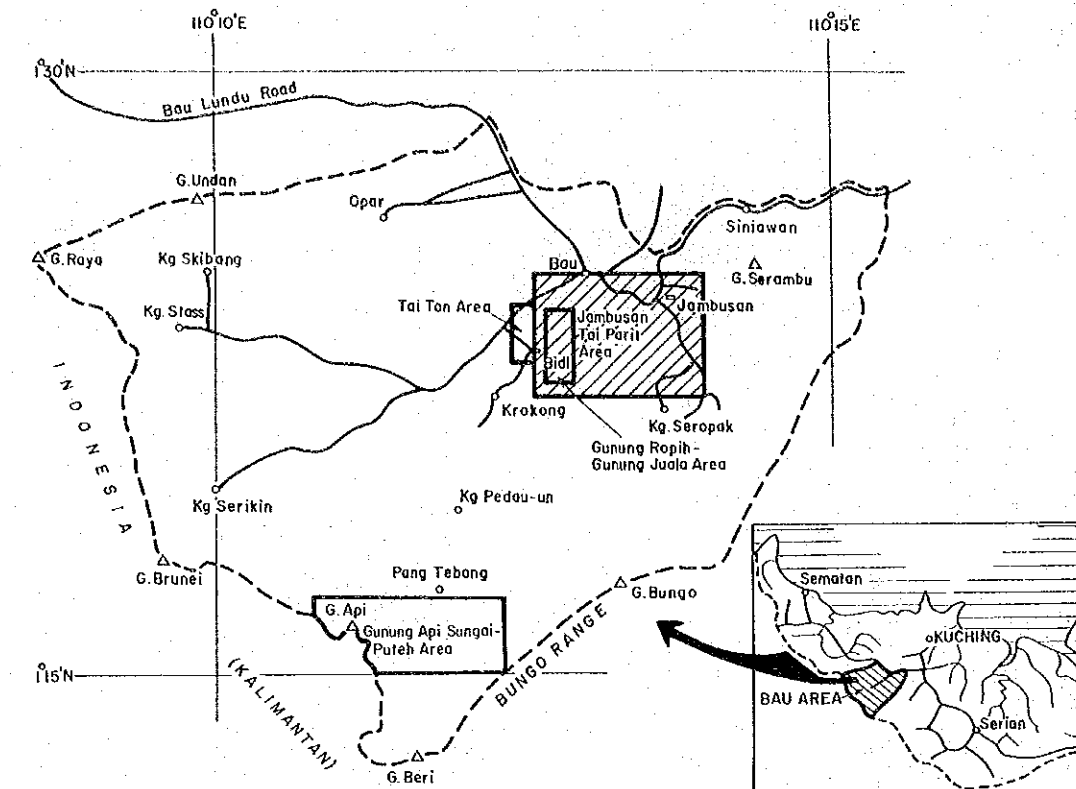 110°10'E
110°15'E
1°30'N
Bau Lundu Road
G.Undan
Opar
Siniawan
G.Raya
Kg Skibang
Bau
G.Serambu
Kg. Stass
Tai Ton Area
Jambusan
Jambusan
Tai Parit
Area
Bidi
INDONESIA
Krokong
Kg.Seropak
Gunung Ropih-
Gunung Juala Area
Kg Serikin
Kg Pedau-un
G.Brunei
Pang Tebang
G.Bungo
G.Api
Gunung Api Sungai-
Puteh Area
BUNGO RANGE
1°15'N
(KALIMANTAN)
G.Beri
Sematan
KUCHING
BAU AREA
Serian